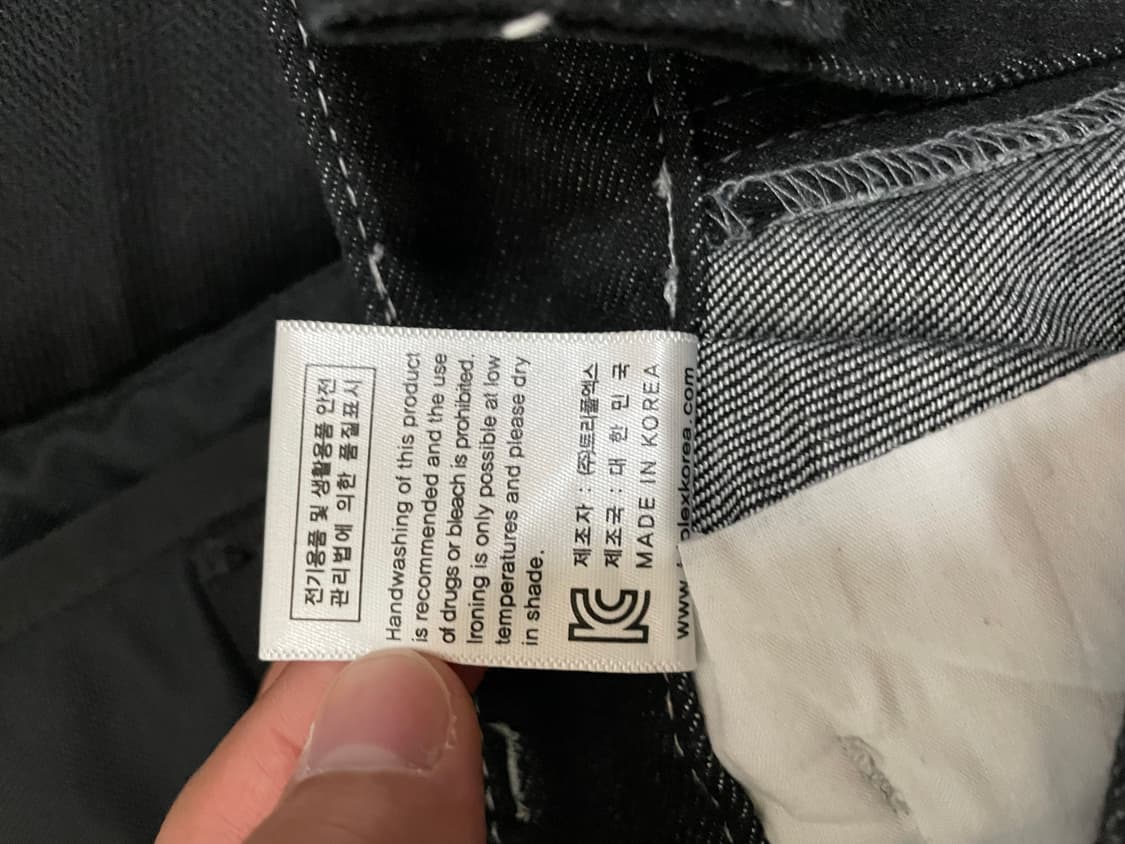 전기용품 및 생활용품 안전
관리법에 의한 품질표시
Handwashing of this product
is recommended and the use
of drugs or bleach is prohibited.
Ironing is only possible at low
temperatures and please dry
in shade.
제조자 : (주)트리플엑스
제조국 : 대 한 민 국
MADE IN KOREA